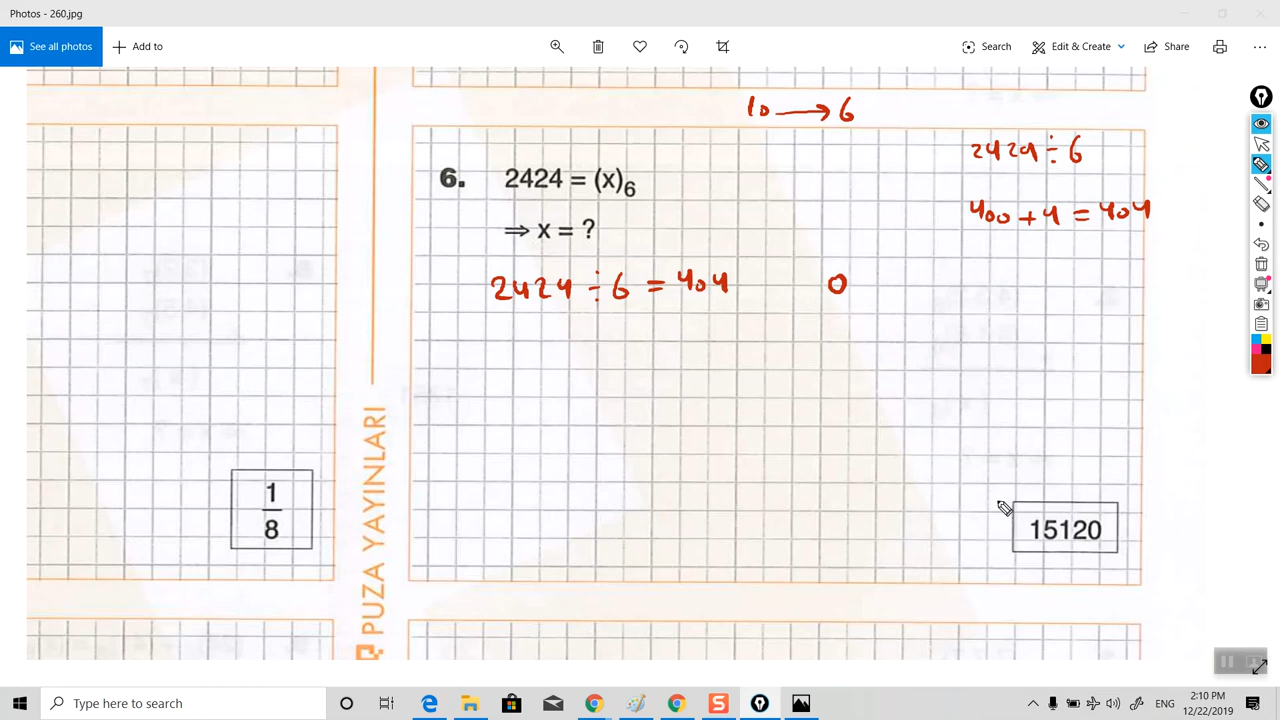 Photos - 260.jpg
See all photos
Add to
Search
Edit & Create
Share
10 → 6
6. 2424 = (x)₆
⇒ x = ?
2424 ÷ 6 = 404 0
2424 ÷ 6
400 + 4 = 404
1
8
PUZA YAYINLARI
15120
Type here to search
ENG
2:10 PM
12/22/2019